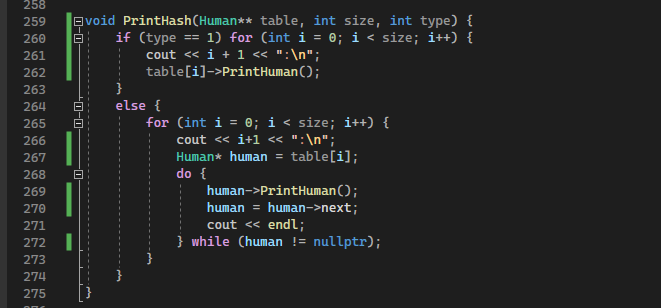 258
259 void PrintHash(Human** table, int size, int type) {
260 if (type == 1) for (int i = 0; i < size; i++) {
261 cout << i + 1 << ":\n";
262 table[i]->PrintHuman();
263 }
264 else {
265 for (int i = 0; i < size; i++) {
266 cout << i+1 << ":\n";
267 Human* human = table[i];
268 do {
269 human->PrintHuman();
270 human = human->next;
271 cout << endl;
272 } while (human != nullptr);
273 }
274 }
275 }